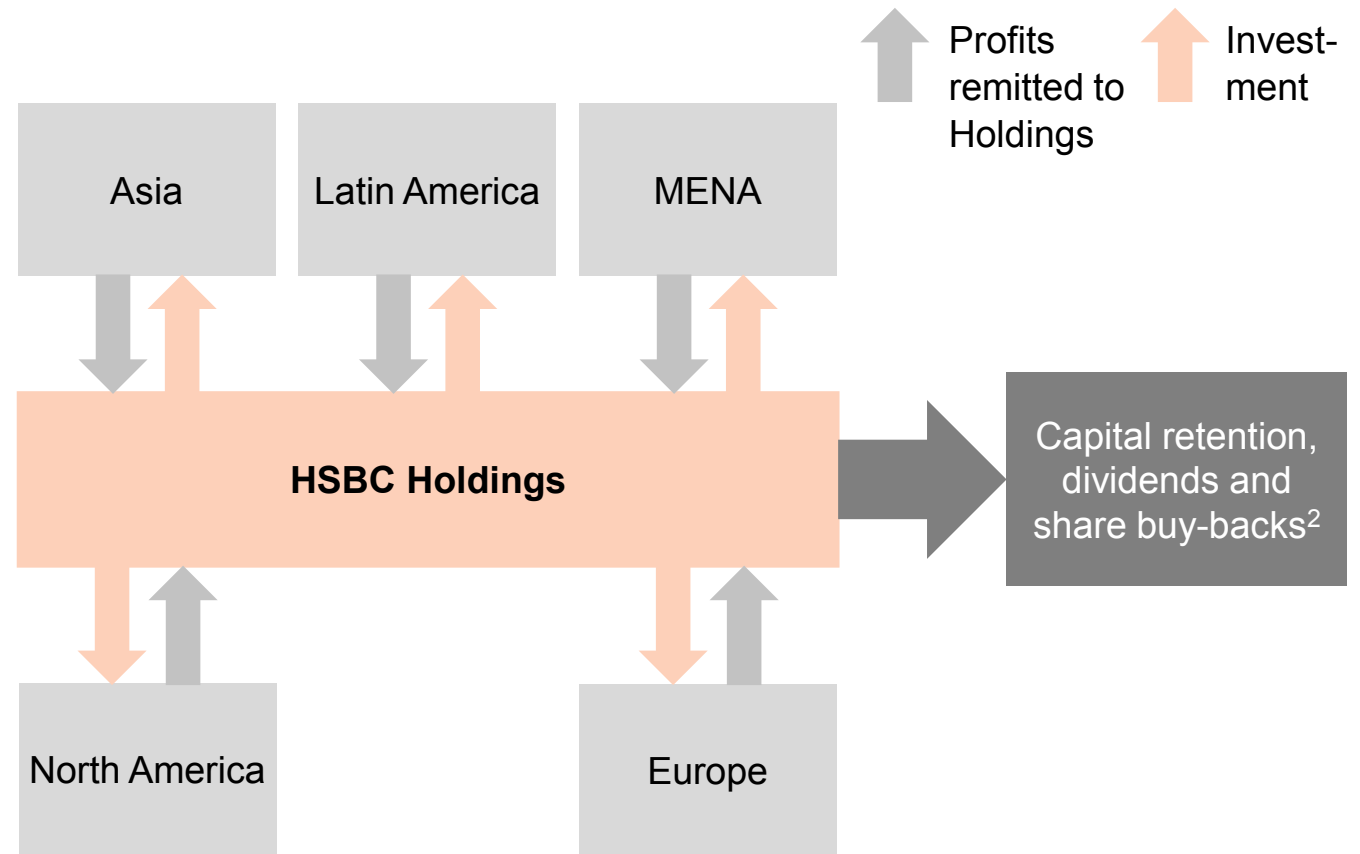 Profits
remitted to
Holdings
Invest-
ment
Asia
Latin America
MENA
HSBC Holdings
Capital retention,
dividends and
share buy-backs²
North America
Europe